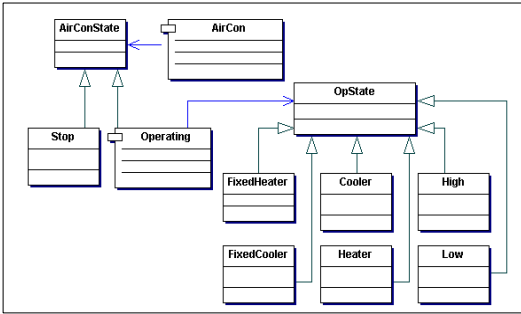 AirConState
AirCon
OpState
Stop
Operating
FixedHeater
Cooler
High
FixedCooler
Heater
Low